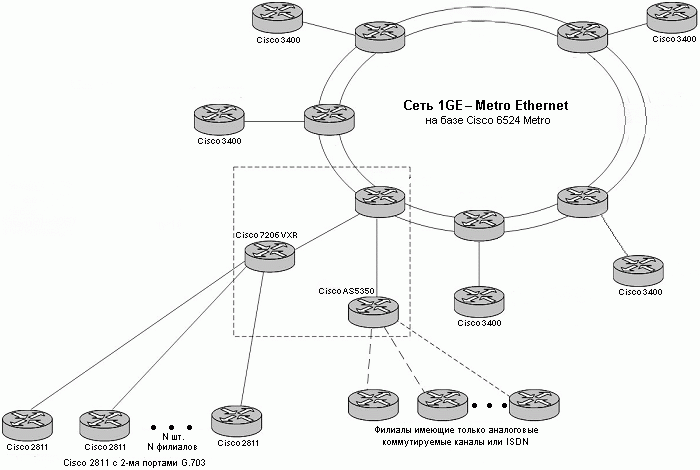 Cisco 3400
Cisco 3400
Сеть 1GE – Metro Ethernet
на базе Cisco 6524 Metro
Cisco 3400
Cisco 7206 VXR
Cisco AS5350
Cisco 3400
Cisco 3400
Cisco 2811
Cisco 2811
N шт.
N филиалов
Cisco 2811
Cisco 2811 с 2-мя портами G.703
Филиалы имеющие только аналоговые
коммутируемые каналы или ISDN